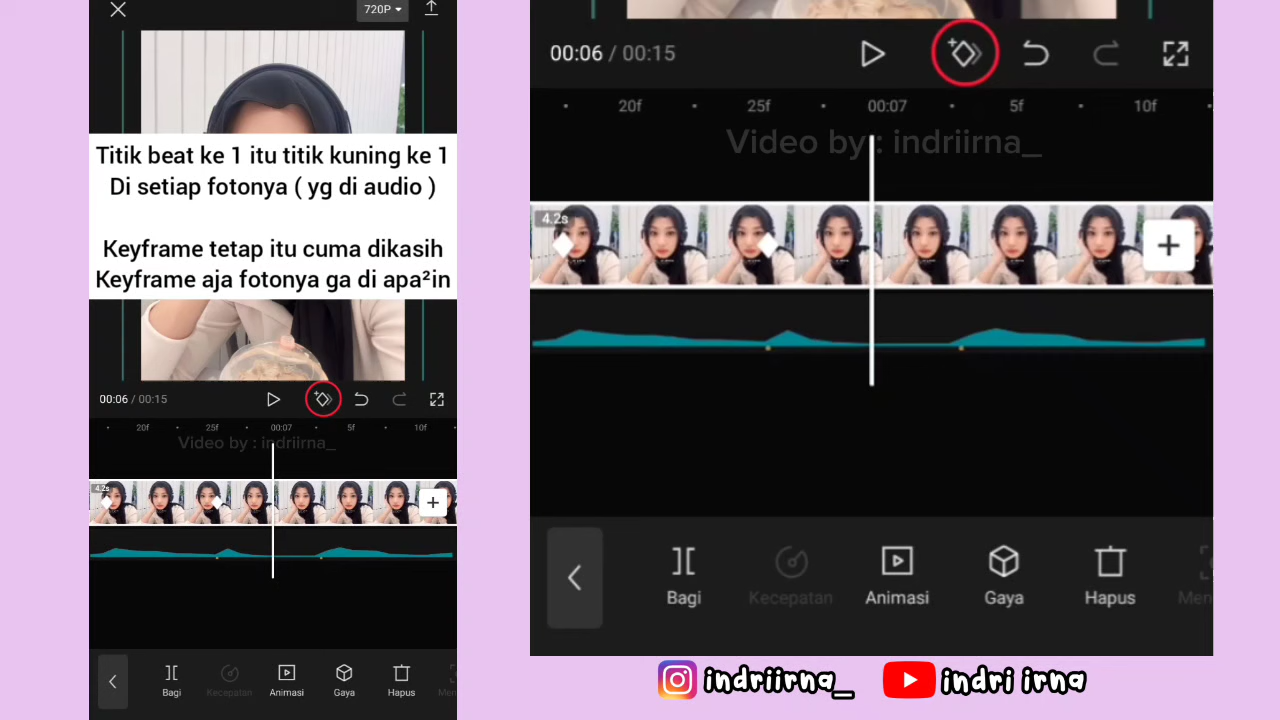 720P
Titik beat ke 1 itu titik kuning ke 1
Di setiap fotonya ( yg di audio )
Keyframe tetap itu cuma dikasih
Keyframe aja fotonya ga di apa²in
00:06 / 00:15
20f 25f 00:07 5f 10f
Video by : indriirna_
4.2s
Bagi Kecepatan Animasi Gaya Hapus Men
00:06 / 00:15
20f 25f 00:07 5f 10f
Video by : indriirna_
4.2s
Bagi Kecepatan Animasi Gaya Hapus Men
indriirna_ indri irna